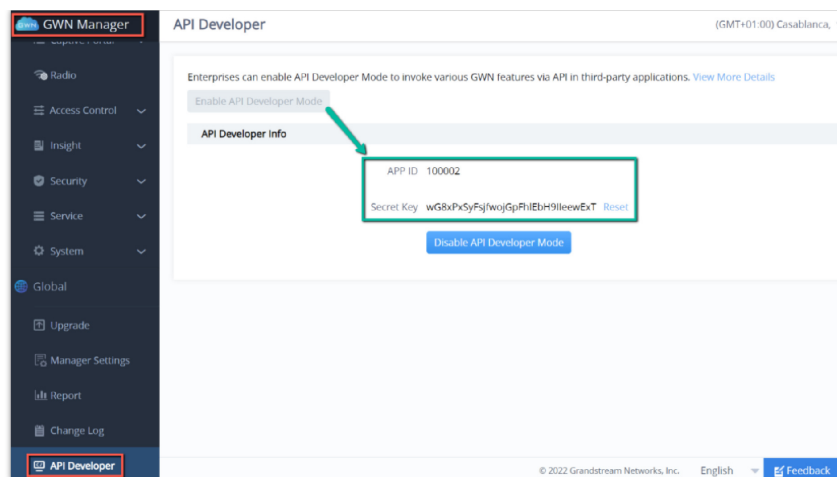 GWN Manager
API Developer
(GMT+01:00) Casablanca,
Radio
Access Control
Insight
Security
Service
System
Global
Upgrade
Manager Settings
Report
Change Log
API Developer
Enterprises can enable API Developer Mode to invoke various GWN features via API in third-party applications. View More Details
Enable API Developer Mode
API Developer Info
APP ID 100002
Secret Key
Reset
Disable API Developer Mode
© 2022 Grandstream Networks, Inc.
English
Feedback